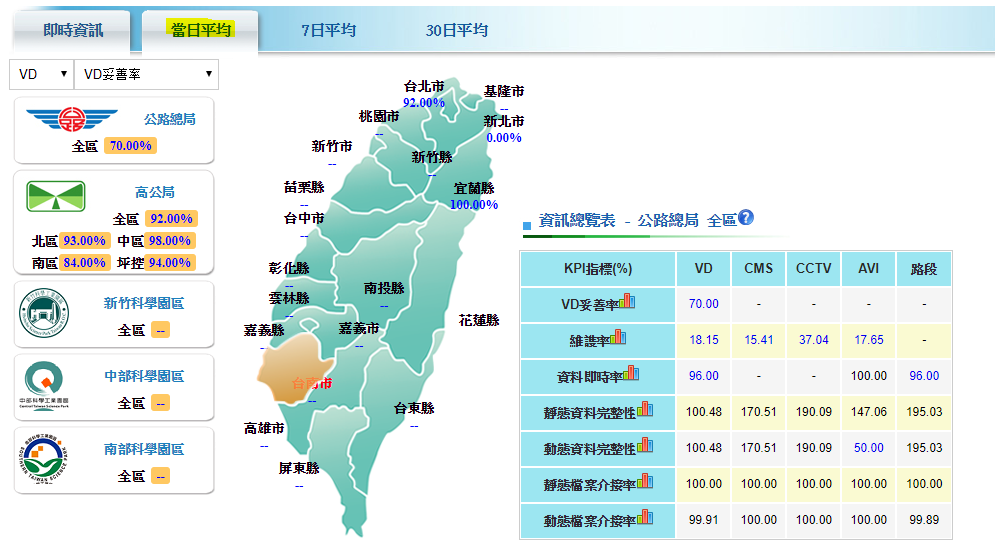 即時資訊 當日平均 7日平均 30日平均
VD VD妥善率
公路總局
全區 70.00%
高公局
全區 92.00%
北區 93.00% 中區 98.00%
南區 84.00% 坪控 94.00%
新竹科學園區
全區 --
中部科學園區
全區 --
南部科學園區
全區 --
台北市
92.00%
基隆市
--
桃園市
--
新北市
0.00%
新竹市
--
新竹縣
--
苗栗縣
--
宜蘭縣
100.00%
台中市
--
彰化縣
--
南投縣
--
雲林縣
--
花蓮縣
嘉義縣
--
嘉義市
--
台南市
--
台東縣
--
高雄市
--
屏東縣
--
資訊總覽表 - 公路總局 全區
KPI指標(%) VD CMS CCTV AVI 路段
VD妥善率 70.00 - - - -
維護率 18.15 15.41 37.04 17.65 -
資料即時率 96.00 - - 100.00 96.00
靜態資料完整性 100.48 170.51 190.09 147.06 195.03
動態資料完整性 100.48 170.51 190.09 50.00 195.03
靜態檔案介接率 100.00 100.00 100.00 100.00 100.00
動態檔案介接率 99.91 100.00 100.00 100.00 99.89